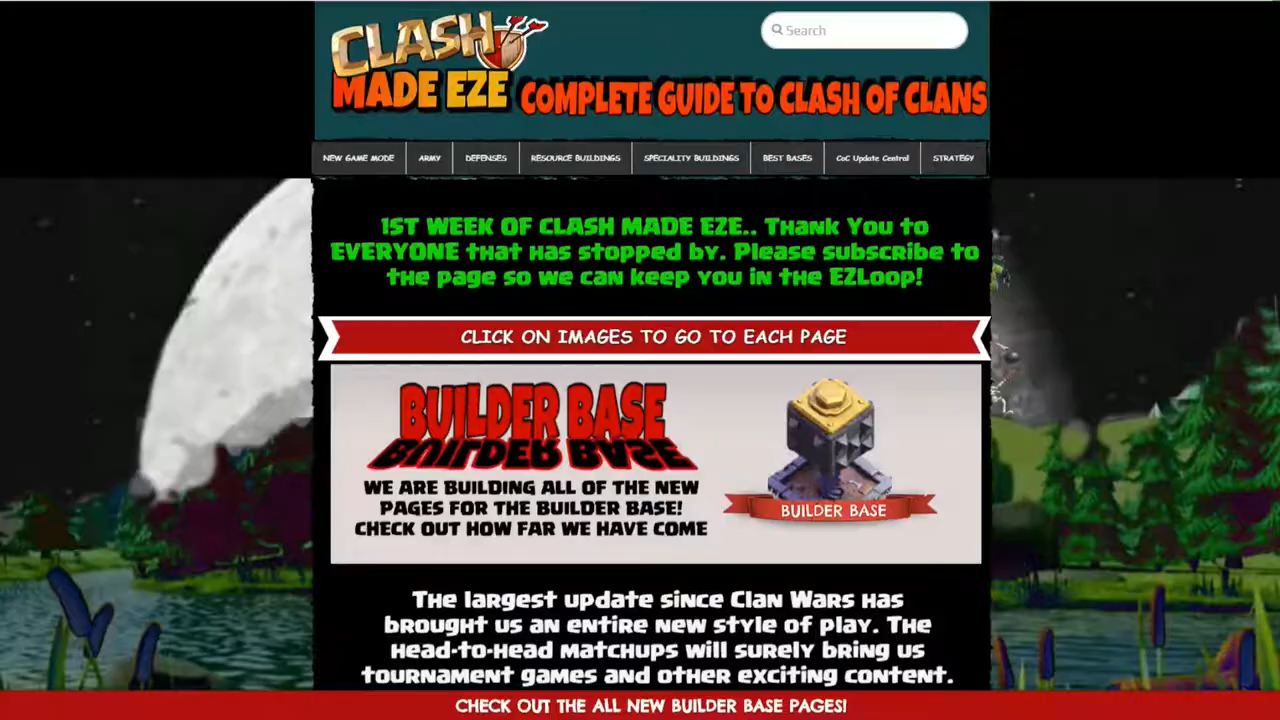 CLASH
MADE EZE
COMPLETE GUIDE TO CLASH OF CLANS
Search
NEW GAME MODE
ARMY
DEFENSES
RESOURCE BUILDINGS
SPECIALITY BUILDINGS
BEST BASES
CoC Update Central
STRATEGY
1ST WEEK OF CLASH MADE EZE.. Thank You to
EVERYONE that has stopped by. Please subscribe to
the page so we can keep you in the EZLoop!
CLICK ON IMAGES TO GO TO EACH PAGE
BUILDER BASE
WE ARE BUILDING ALL OF THE NEW
PAGES FOR THE BUILDER BASE!
CHECK OUT HOW FAR WE HAVE COME
BUILDER BASE
The largest update since Clan Wars has
brought us an entire new style of play. The
head-to-head matchups will surely bring us
tournament games and other exciting content.
CHECK OUT THE ALL NEW BUILDER BASE PAGES!